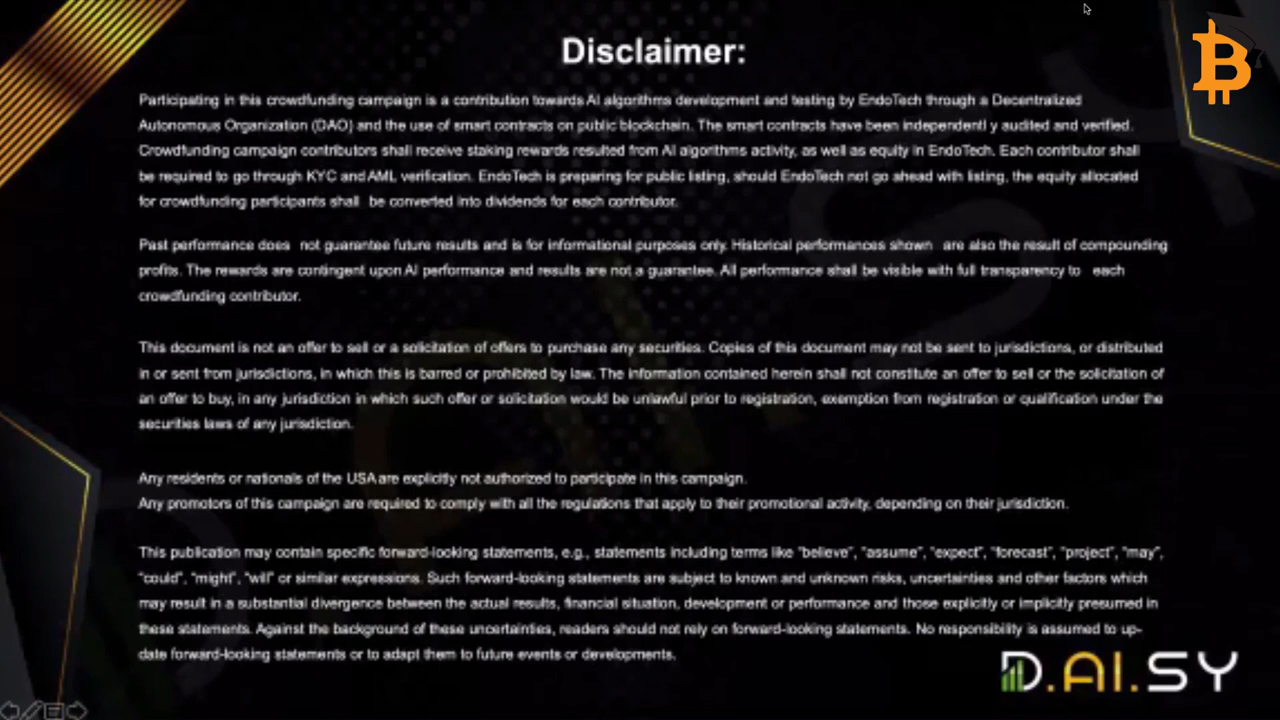 Disclaimer:
Participating in this crowdfunding campaign is a contribution towards AI algorithms development and testing by EndoTech through a Decentralized
Autonomous Organization (DAO) and the use of smart contracts on public blockchain. The smart contracts have been independentl y audited and verified.
Crowdfunding campaign contributors shall receive staking rewards resulted from AI algorithms activity, as well as equity in EndoTech. Each contributor shall
be required to go through KYC and AML verification. EndoTech is preparing for public listing, should EndoTech not go ahead with listing, the equity allocated
for crowdfunding participants shall be converted into dividends for each contributor.
Past performance does not guarantee future results and is for informational purposes only. Historical performances shown are also the result of compounding
profits. The rewards are contingent upon AI performance and results are not a guarantee. All performance shall be visible with full transparency to each
crowdfunding contributor.
This document is not an offer to sell or a solicitation of offers to purchase any securities. Copies of this document may not be sent to jurisdictions, or distributed
in or sent from jurisdictions, in which this is barred or prohibited by law. The information contained herein shall not constitute an offer to sell or the solicitation of
an offer to buy, in any jurisdiction in which such offer or solicitation would be unlawful prior to registration, exemption from registration or qualification under the
securities laws of any jurisdiction.
Any residents or nationals of the USA are explicitly not authorized to participate in this campaign.
Any promotors of this campaign are required to comply with all the regulations that apply to their promotional activity, depending on their jurisdiction.
This publication may contain specific forward-looking statements, e.g., statements including terms like "believe", "assume", "expect", "forecast", "project", "may",
"could", "might", "will" or similar expressions. Such forward-looking statements are subject to known and unknown risks, uncertainties and other factors which
may result in a substantial divergence between the actual results, financial situation, development or performance and those explicitly or implicitly presumed in
these statements. Against the background of these uncertainties, readers should not rely on forward-looking statements. No responsibility is assumed to up-
date forward-looking statements or to adapt them to future events or developments.
D.AI.SY